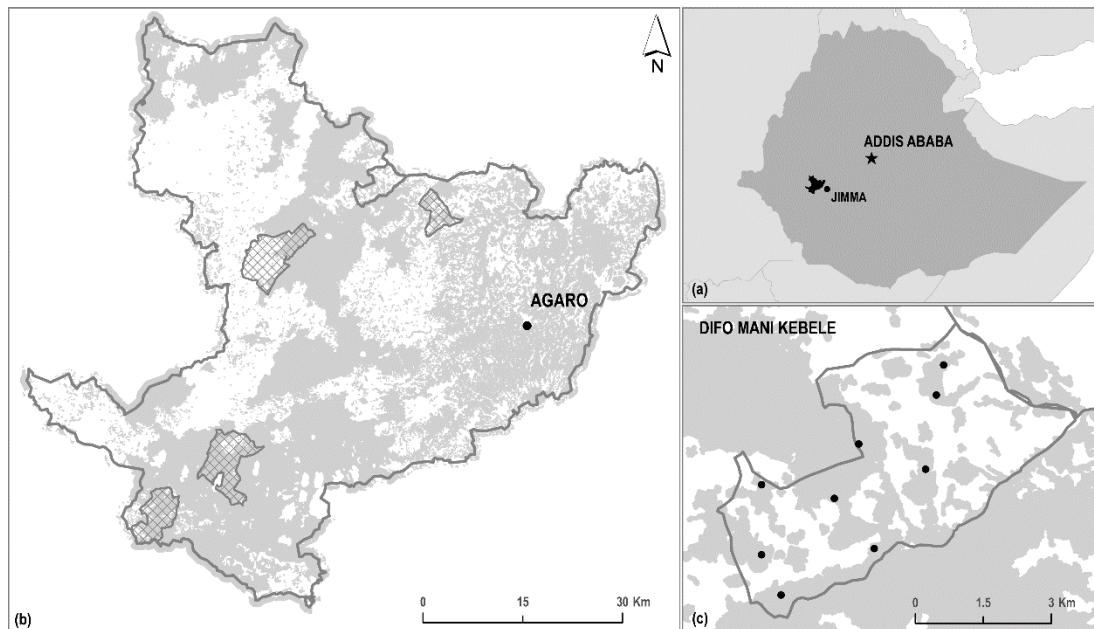 N
AGARO
0 15 30 Km
(b)
ADDIS ABABA
JIMMA
(a)
DIFO MANI KEBELE
0 1.5 3 Km
(c)